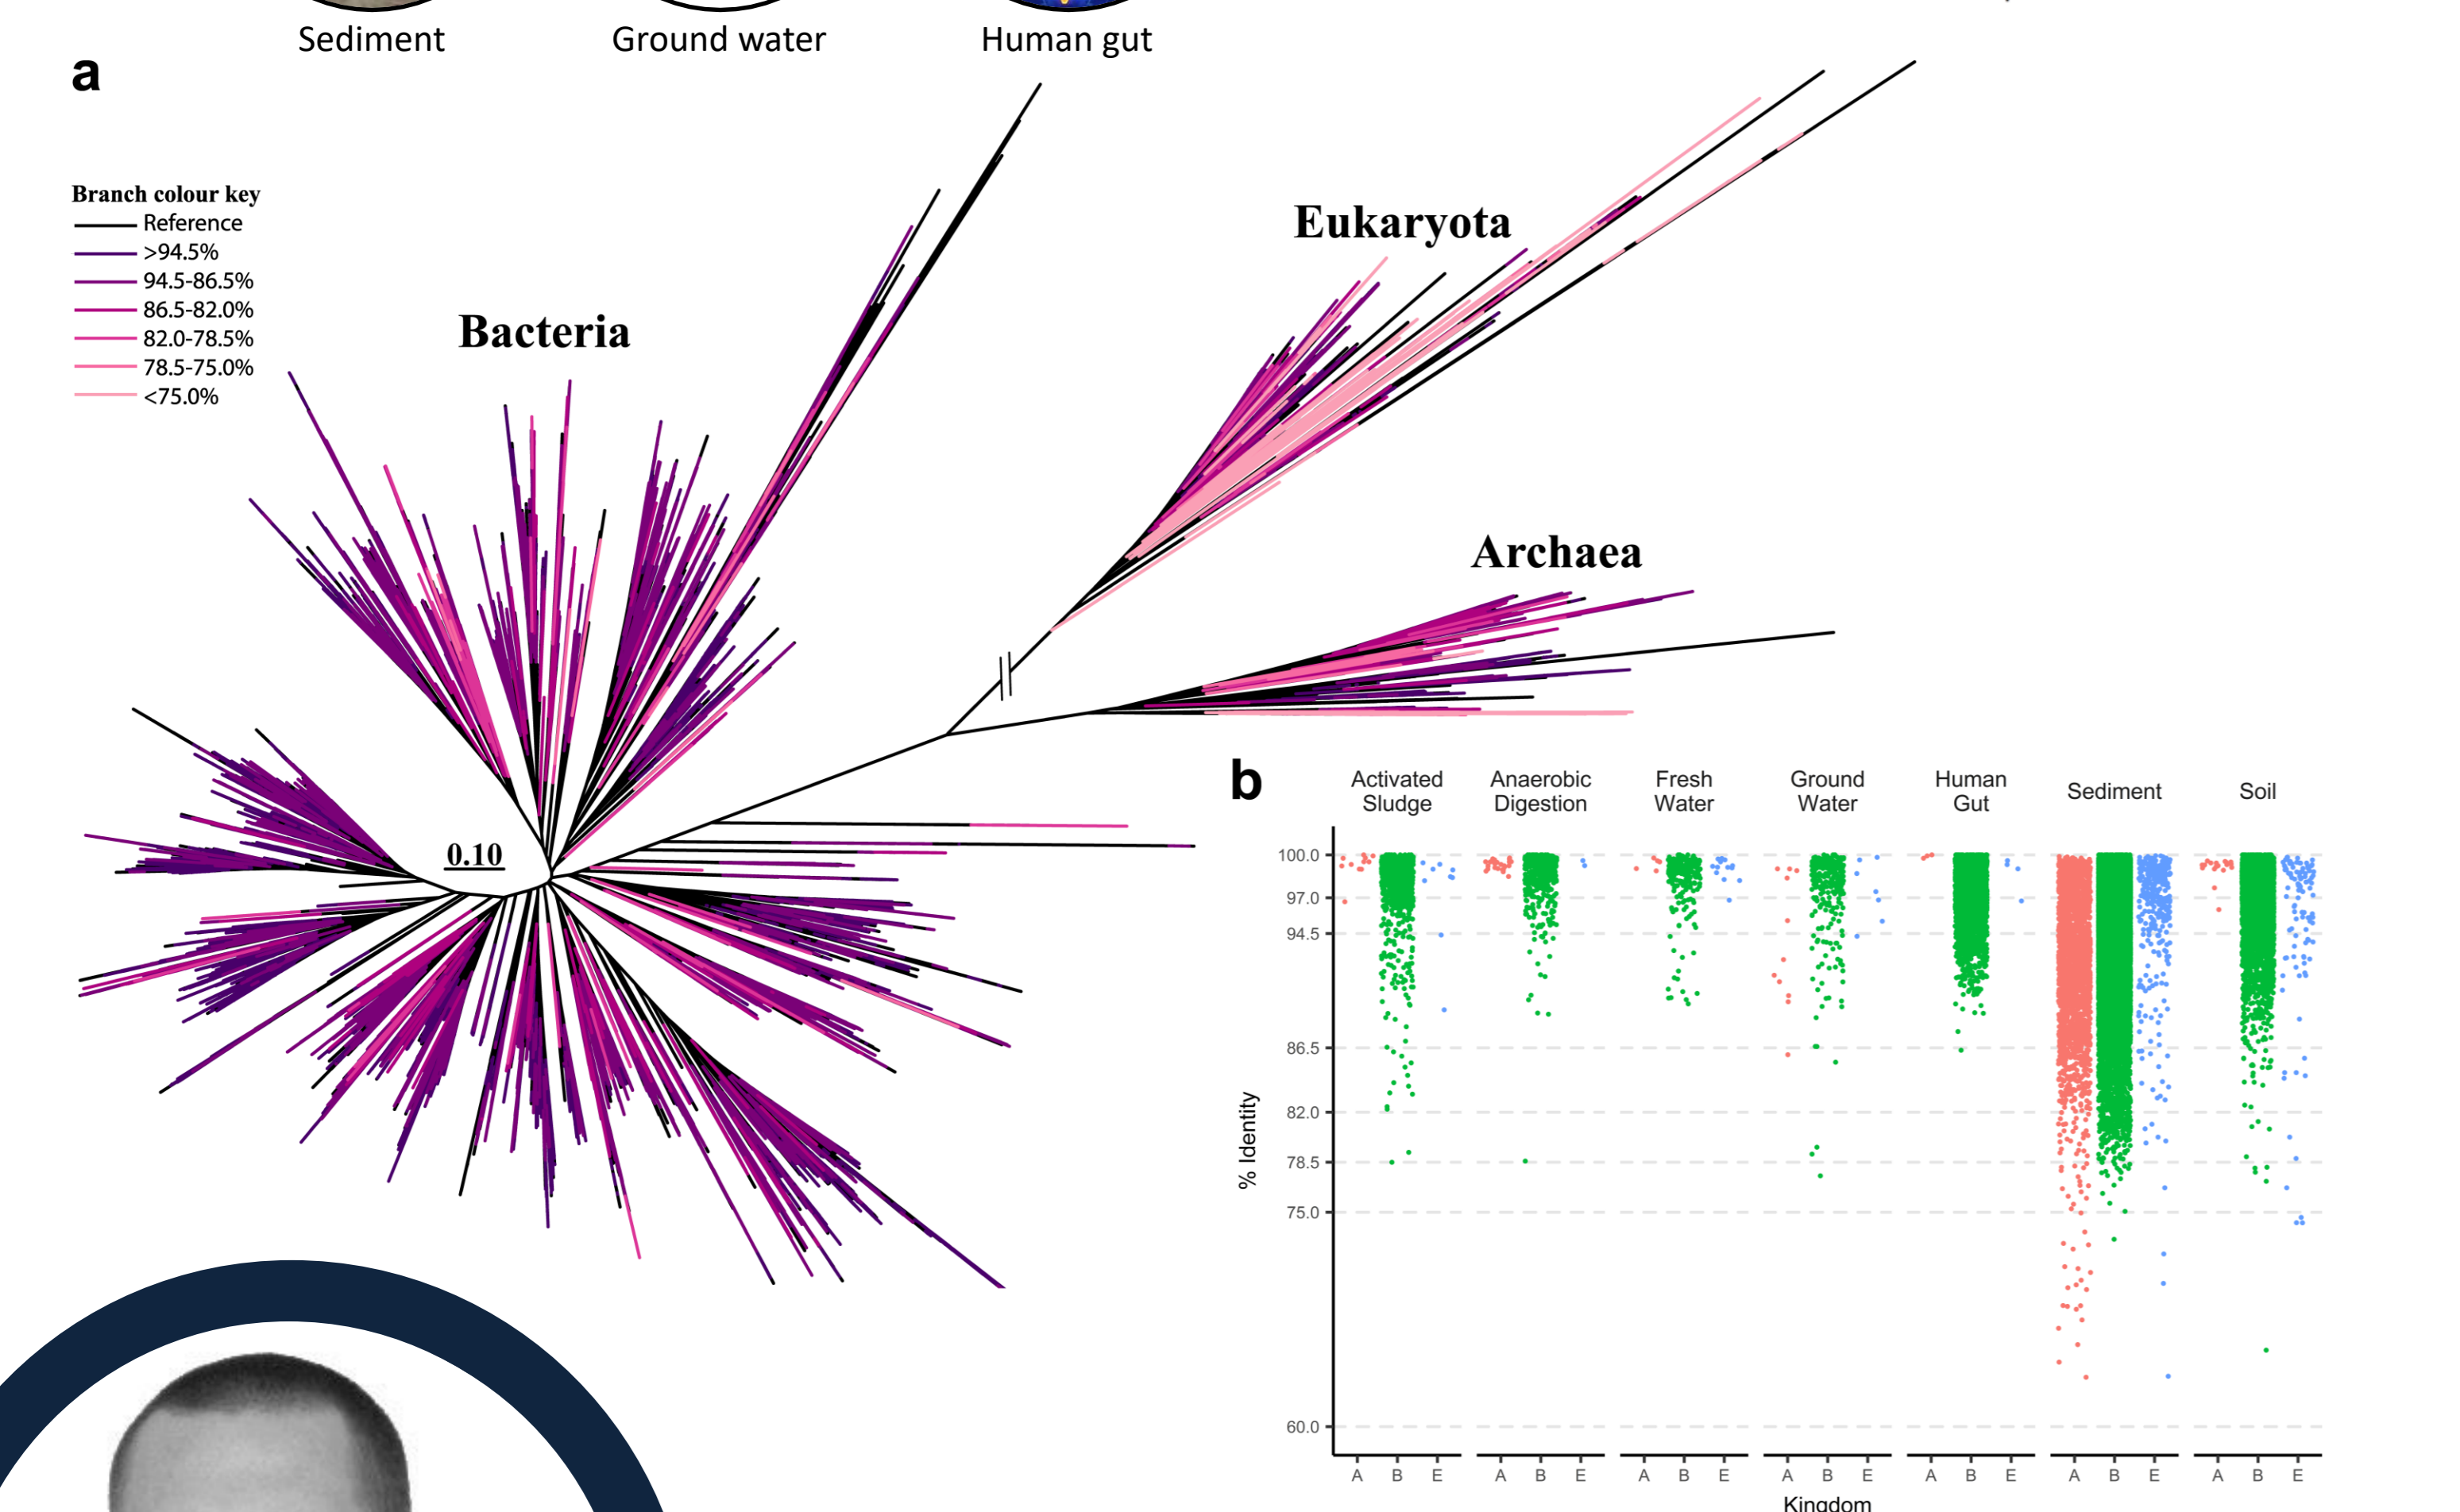 Sediment
Ground water
Human gut
a
Branch colour key
Reference
>94.5%
94.5-86.5%
86.5-82.0%
82.0-78.5%
78.5-75.0%
<75.0%
Bacteria
Eukaryota
Archaea
0.10
b
Activated
Sludge
Anaerobic
Digestion
Fresh
Water
Ground
Water
Human
Gut
Sediment
Soil
% Identity
100.0
97.0
94.5
86.5
82.0
78.5
75.0
60.0
A B E A B E A B E A B E A B E A B E A B E
Kingdom